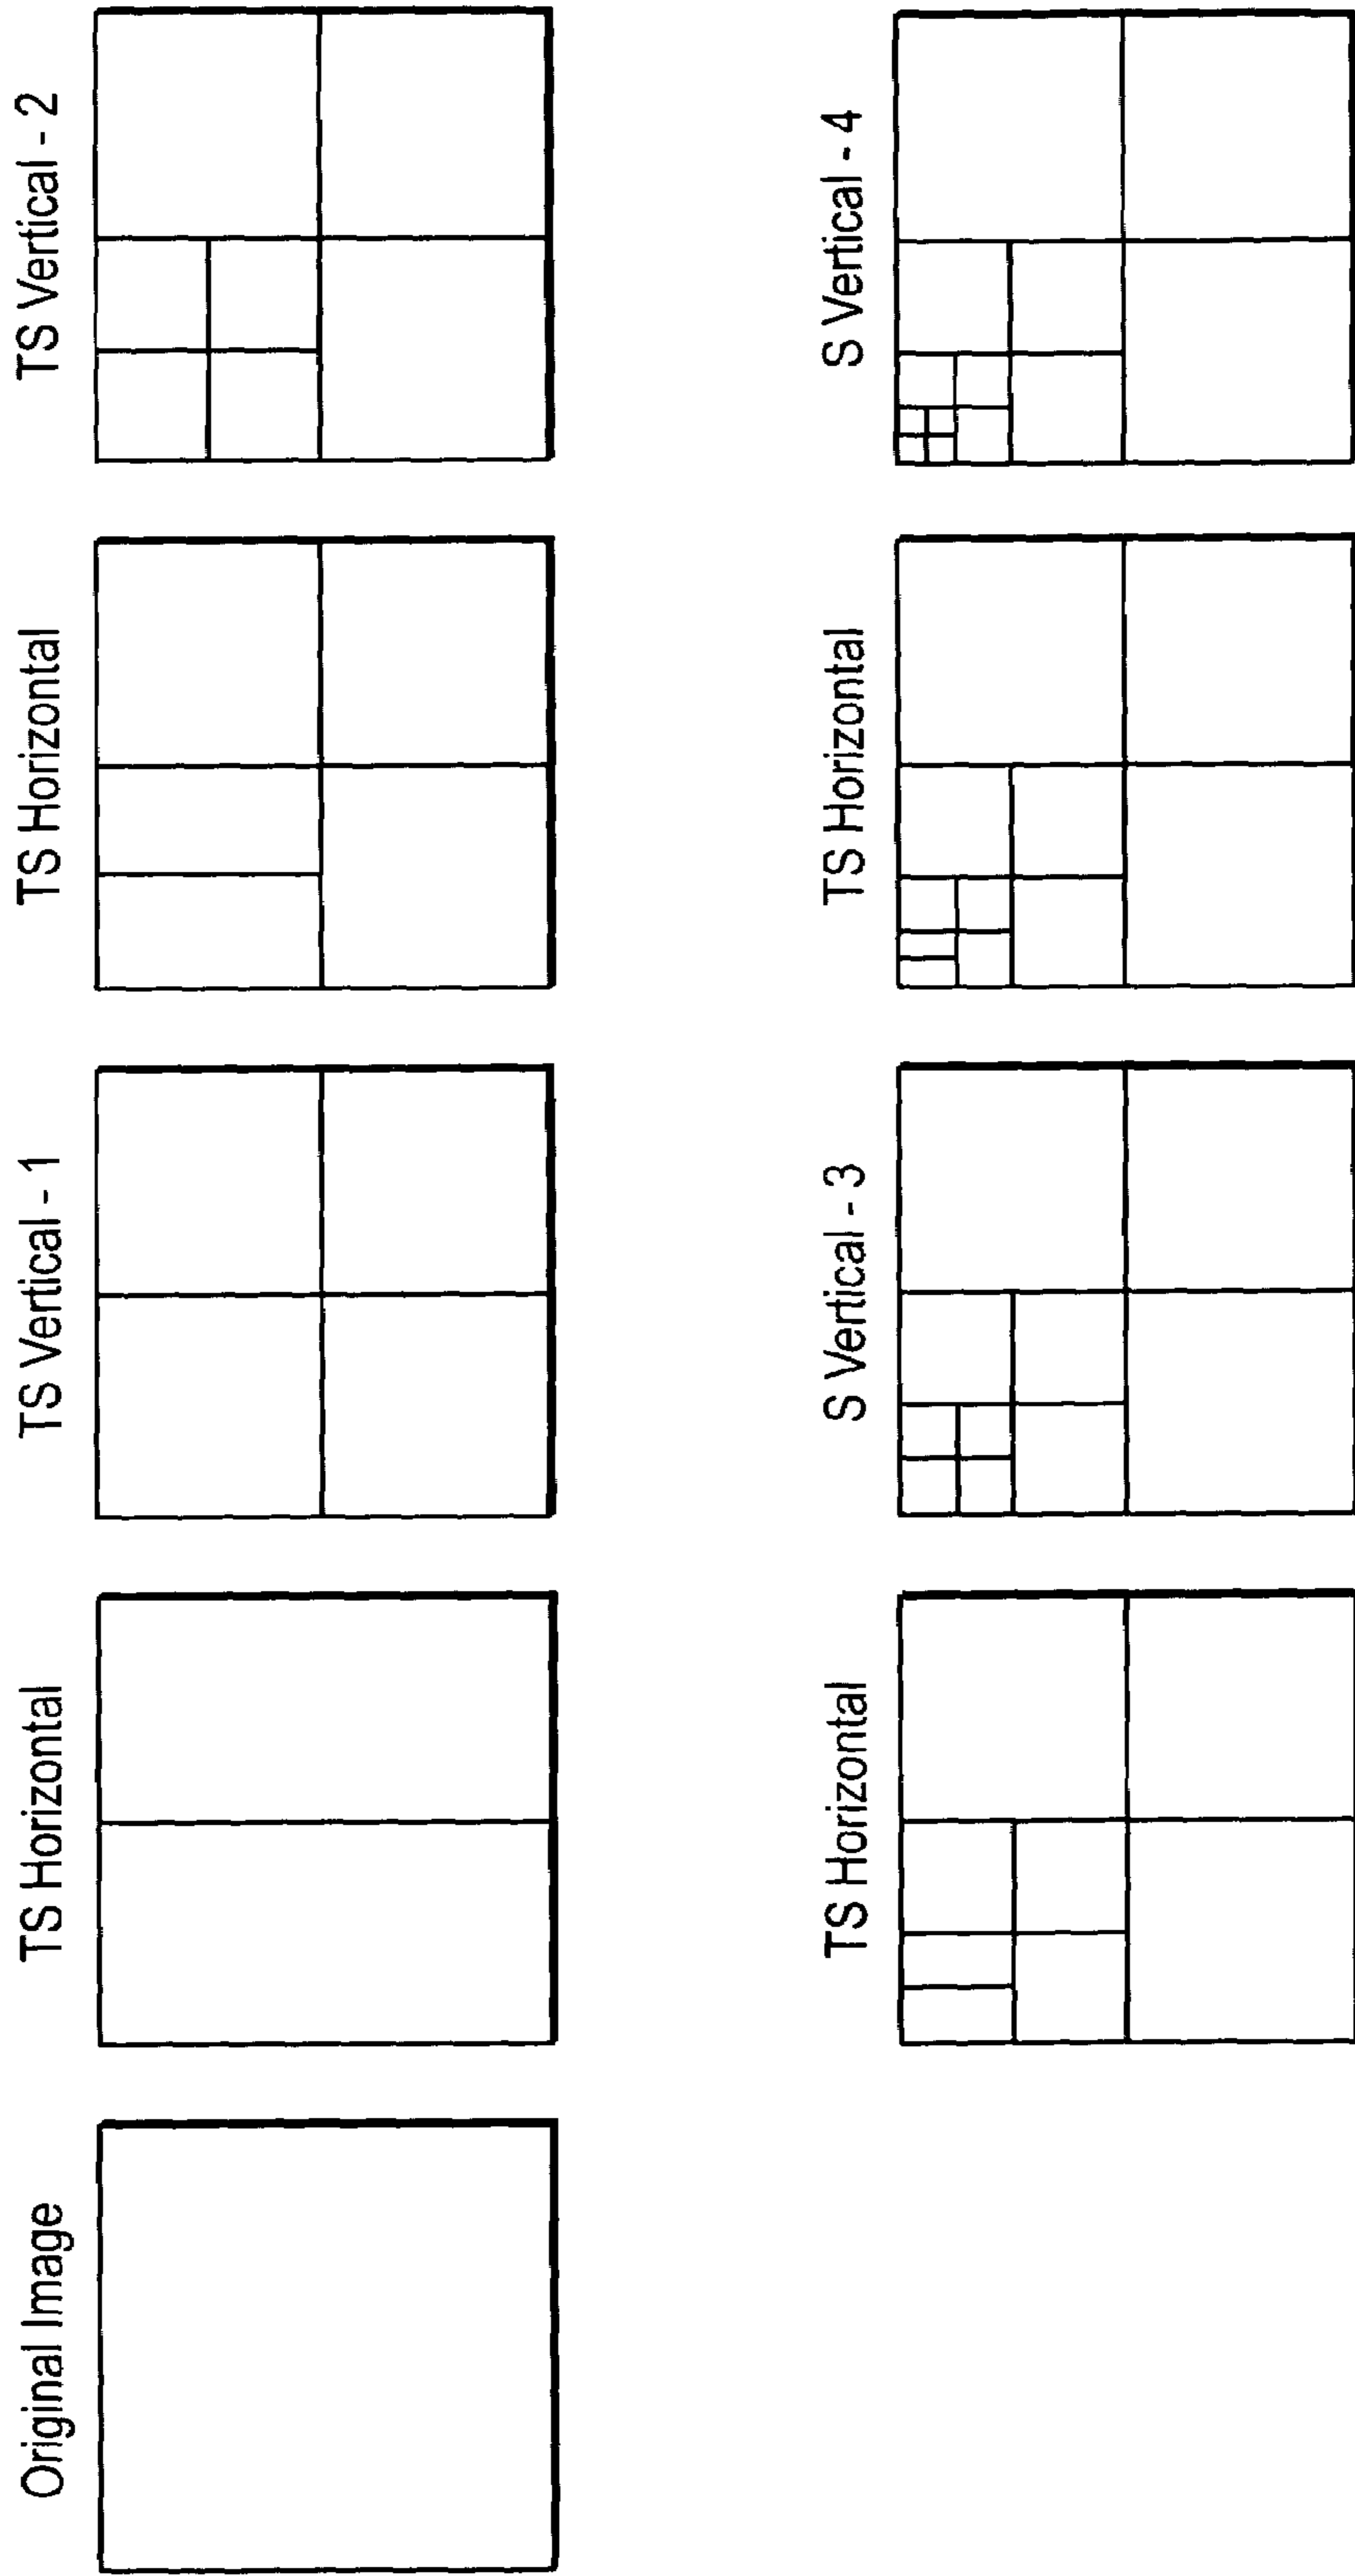 Original Image
TS Horizontal
TS Vertical - 1
TS Horizontal
TS Vertical - 2
TS Horizontal
S Vertical - 3
TS Horizontal
S Vertical - 4